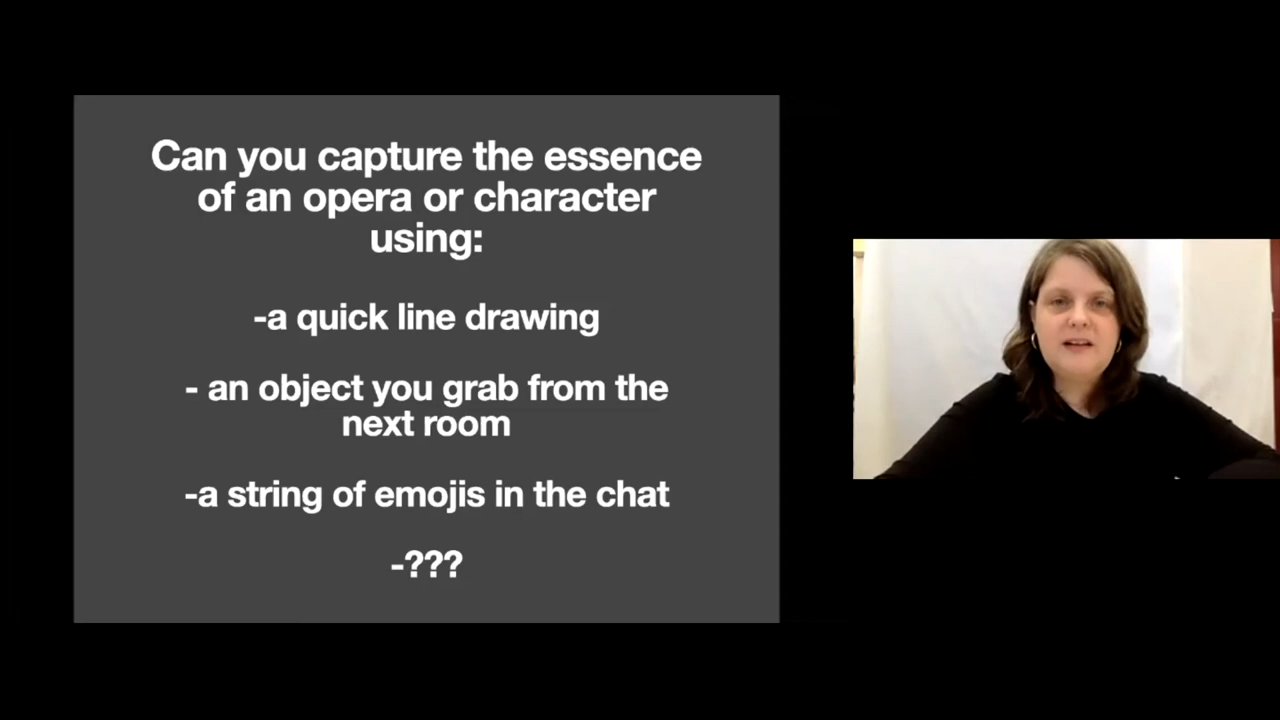 Can you capture the essence
of an opera or character
using:
-a quick line drawing
- an object you grab from the
next room
-a string of emojis in the chat
-???